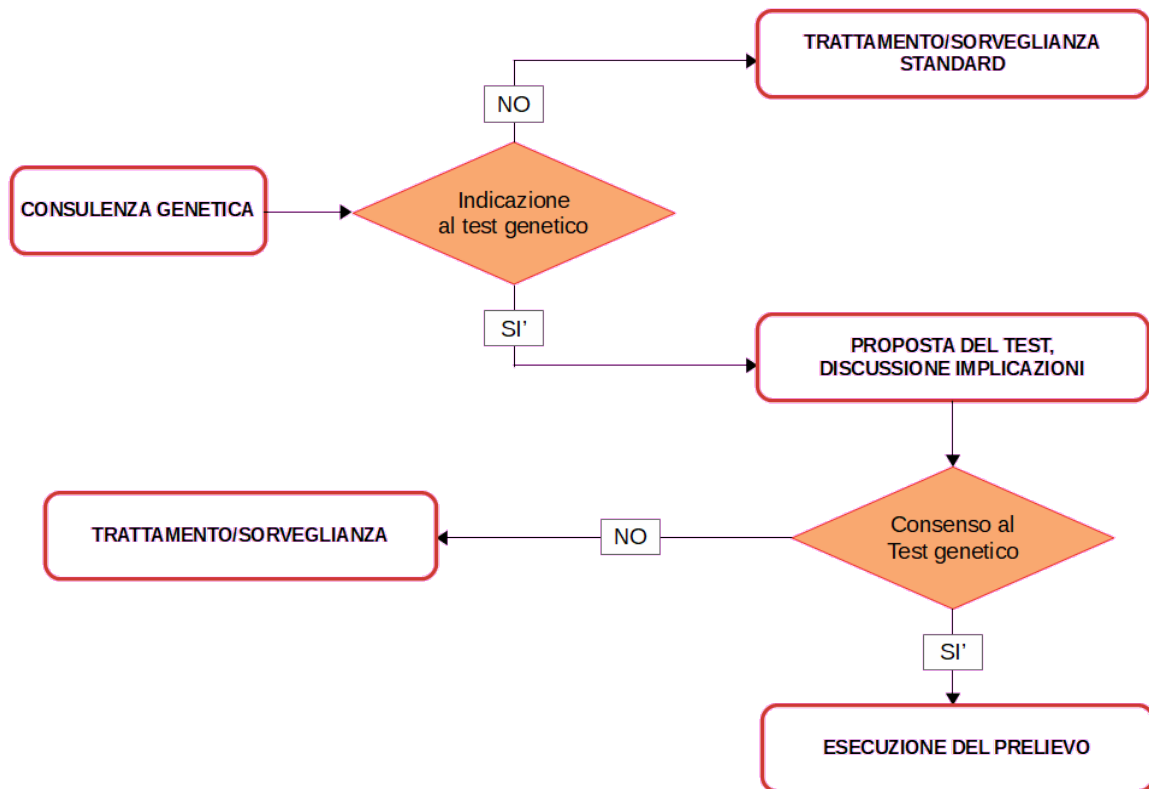 TRATTAMENTO/SORVEGLIANZA
STANDARD
NO
CONSULENZA GENETICA
Indicazione
al test genetico
SI’
PROPOSTA DEL TEST,
DISCUSSIONE IMPLICAZIONI
TRATTAMENTO/SORVEGLIANZA
NO
Consenso al
Test genetico
SI’
ESECUZIONE DEL PRELIEVO